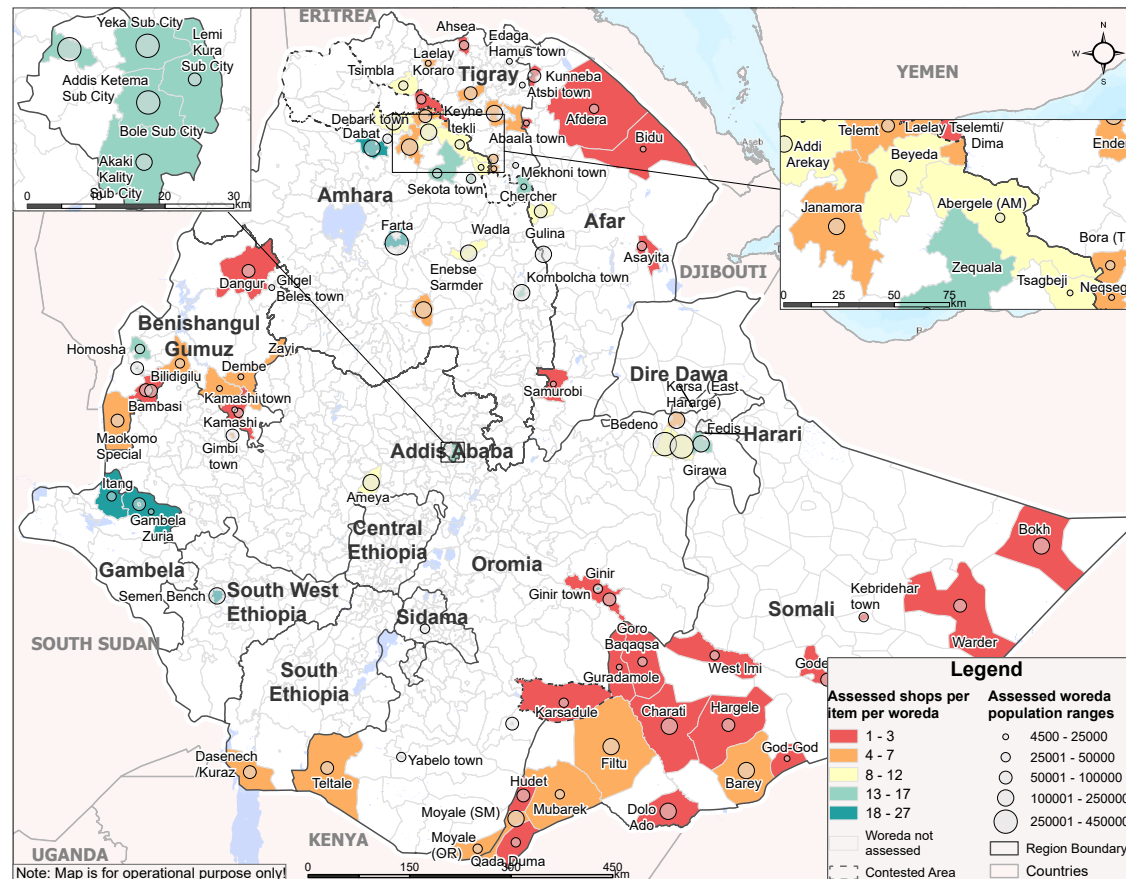 ERITREA
YEMEN
DJIBOUTI
SOUTH SUDAN
KENYA
UGANDA
Aseb
Yeka Sub City
Lemi
Kura
Sub City
Addis Ketema
Sub City
Bole Sub City
Akaki
Kality
Sub City
0 10 20 30
km
Ahsea
Edaga
Hamus town
Laelay
Koraro
Tigray
Tsimbla
Kunneba
Atsbi town
Keyhe
Itekli
Debark town
Dabat
Abaala town
Afdera
Bidu
Mekhoni town
Sekota town
Chercher
Amhara
Afar
Farta
Wadla
Gulina
Enebse
Sarmder
Kombolcha town
Asayita
N
W
E
S
Telemt
Laelay Tselemti/
Dima
Addi
Arekay
Beyeda
Ende
Janamora
Abergele (AM)
Bora (T
Zequala
Tsagbeji
Neqseg
0 25 50 75
km
Dangur
Gilgel
Beles town
Benishangul
Gumuz
Homosha
Zayi
Bilidigilu
Dembe
Bambasi
Kamashi town
Kamashi
Maokomo
Special
Gimbi
town
Samurobi
Dire Dawa
Kersa (East
Hararge)
Bedeno
Fedis
Harari
Girawa
Addis Ababa
Itang
Gambela
Zuria
Ameya
Central
Ethiopia
Oromia
Gambela
Semen Bench
South West
Ethiopia
Sidama
South
Ethiopia
Ginir
Ginir town
Goro
Baqaqsa
Guradamole
Somali
Kebridehar
town
Bokh
Warder
West Imi
Gode
Karsadule
Charati
Hargele
God-God
Filtu
Barey
Dasenech
/Kuraz
Teltale
Yabelo town
Hudet
Mubarek
Dolo
Ado
Moyale (SM)
Moyale
(OR)
Qada Duma
0 150 300 450
km
Note: Map is for operational purpose only!
Legend
Assessed shops per
item per woreda
1 - 3
4 - 7
8 - 12
13 - 17
18 - 27
Woreda not
assessed
Contested Area
Assessed woreda
population ranges
4500 - 25000
25001 - 50000
50001 - 100000
100001 - 250000
250001 - 450000
Region Boundary
Countries